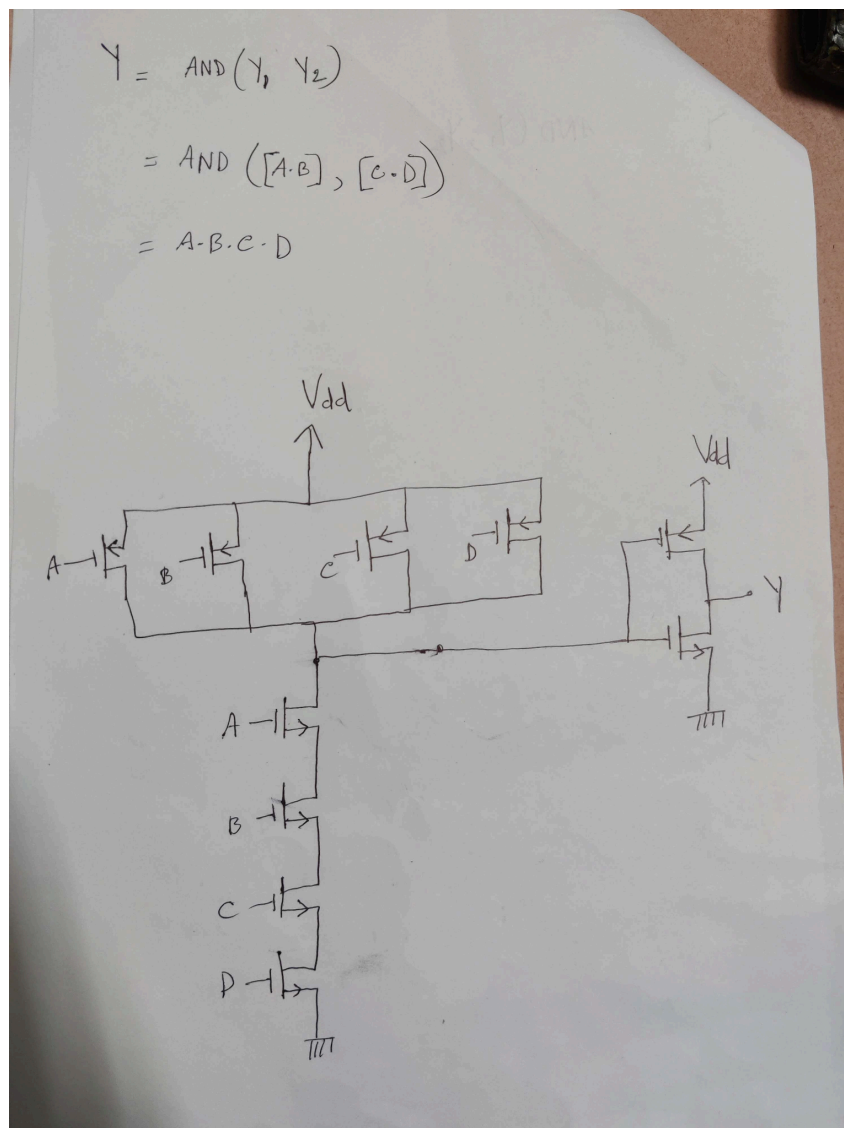 Y = AND(Y₁ Y₂)
= AND([A·B], [C·D])
= A·B·C·D
Vdd
Vdd
A
B
C
D
Y
A
B
C
D